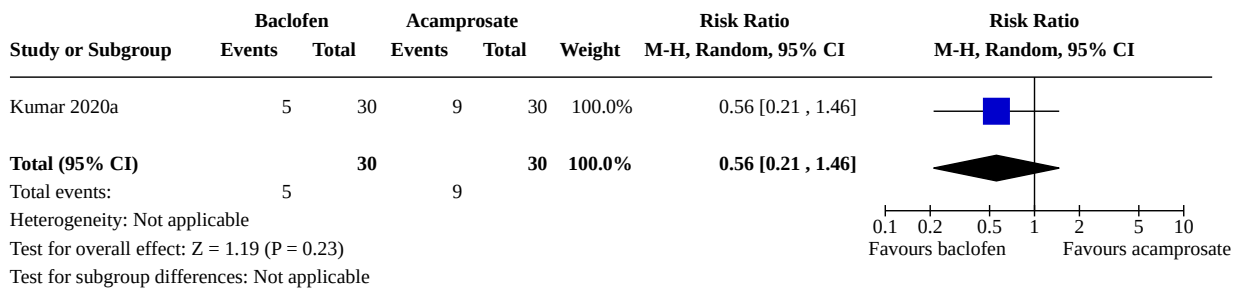 Baclofen Acamprosate Risk Ratio Risk Ratio
Study or Subgroup Events Total Events Total Weight M-H, Random, 95% CI M-H, Random, 95% CI
Kumar 2020a 5 30 9 30 100.0% 0.56 [0.21 , 1.46]
Total (95% CI) 30 30 100.0% 0.56 [0.21 , 1.46]
Total events: 5 9
Heterogeneity: Not applicable
0.1 0.2 0.5 1 2 5 10
Test for overall effect: Z = 1.19 (P = 0.23) Favours baclofen Favours acamprosate
Test for subgroup differences: Not applicable